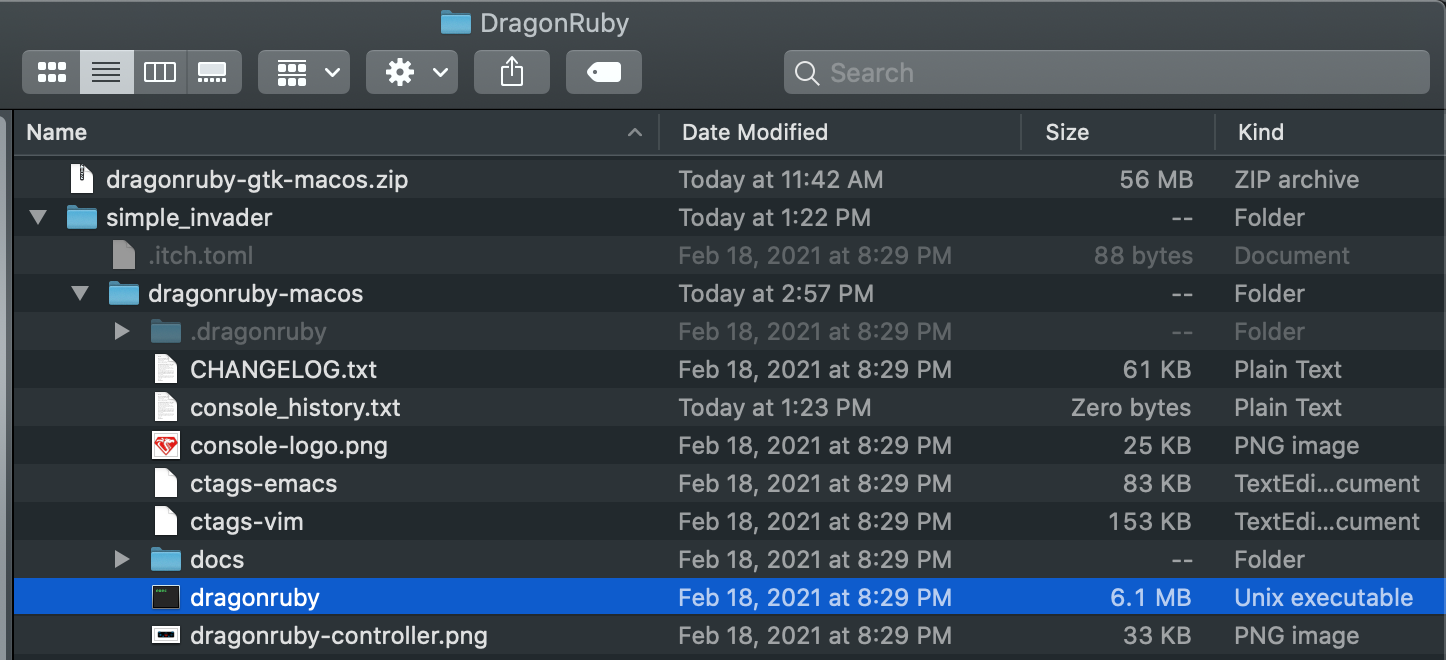 DragonRuby
Search
Name Date Modified Size Kind
dragonruby-gtk-macos.zip Today at 11:42 AM 56 MB ZIP archive
simple_invader Today at 1:22 PM -- Folder
.itch.toml Feb 18, 2021 at 8:29 PM 88 bytes Document
dragonruby-macos Today at 2:57 PM -- Folder
.dragonruby Feb 18, 2021 at 8:29 PM -- Folder
CHANGELOG.txt Feb 18, 2021 at 8:29 PM 61 KB Plain Text
console_history.txt Today at 1:23 PM Zero bytes Plain Text
console-logo.png Feb 18, 2021 at 8:29 PM 25 KB PNG image
ctags-emacs Feb 18, 2021 at 8:29 PM 83 KB TextEdi...cument
ctags-vim Feb 18, 2021 at 8:29 PM 153 KB TextEdi...cument
docs Feb 18, 2021 at 8:29 PM -- Folder
dragonruby Feb 18, 2021 at 8:29 PM 6.1 MB Unix executable
dragonruby-controller.png Feb 18, 2021 at 8:29 PM 33 KB PNG image